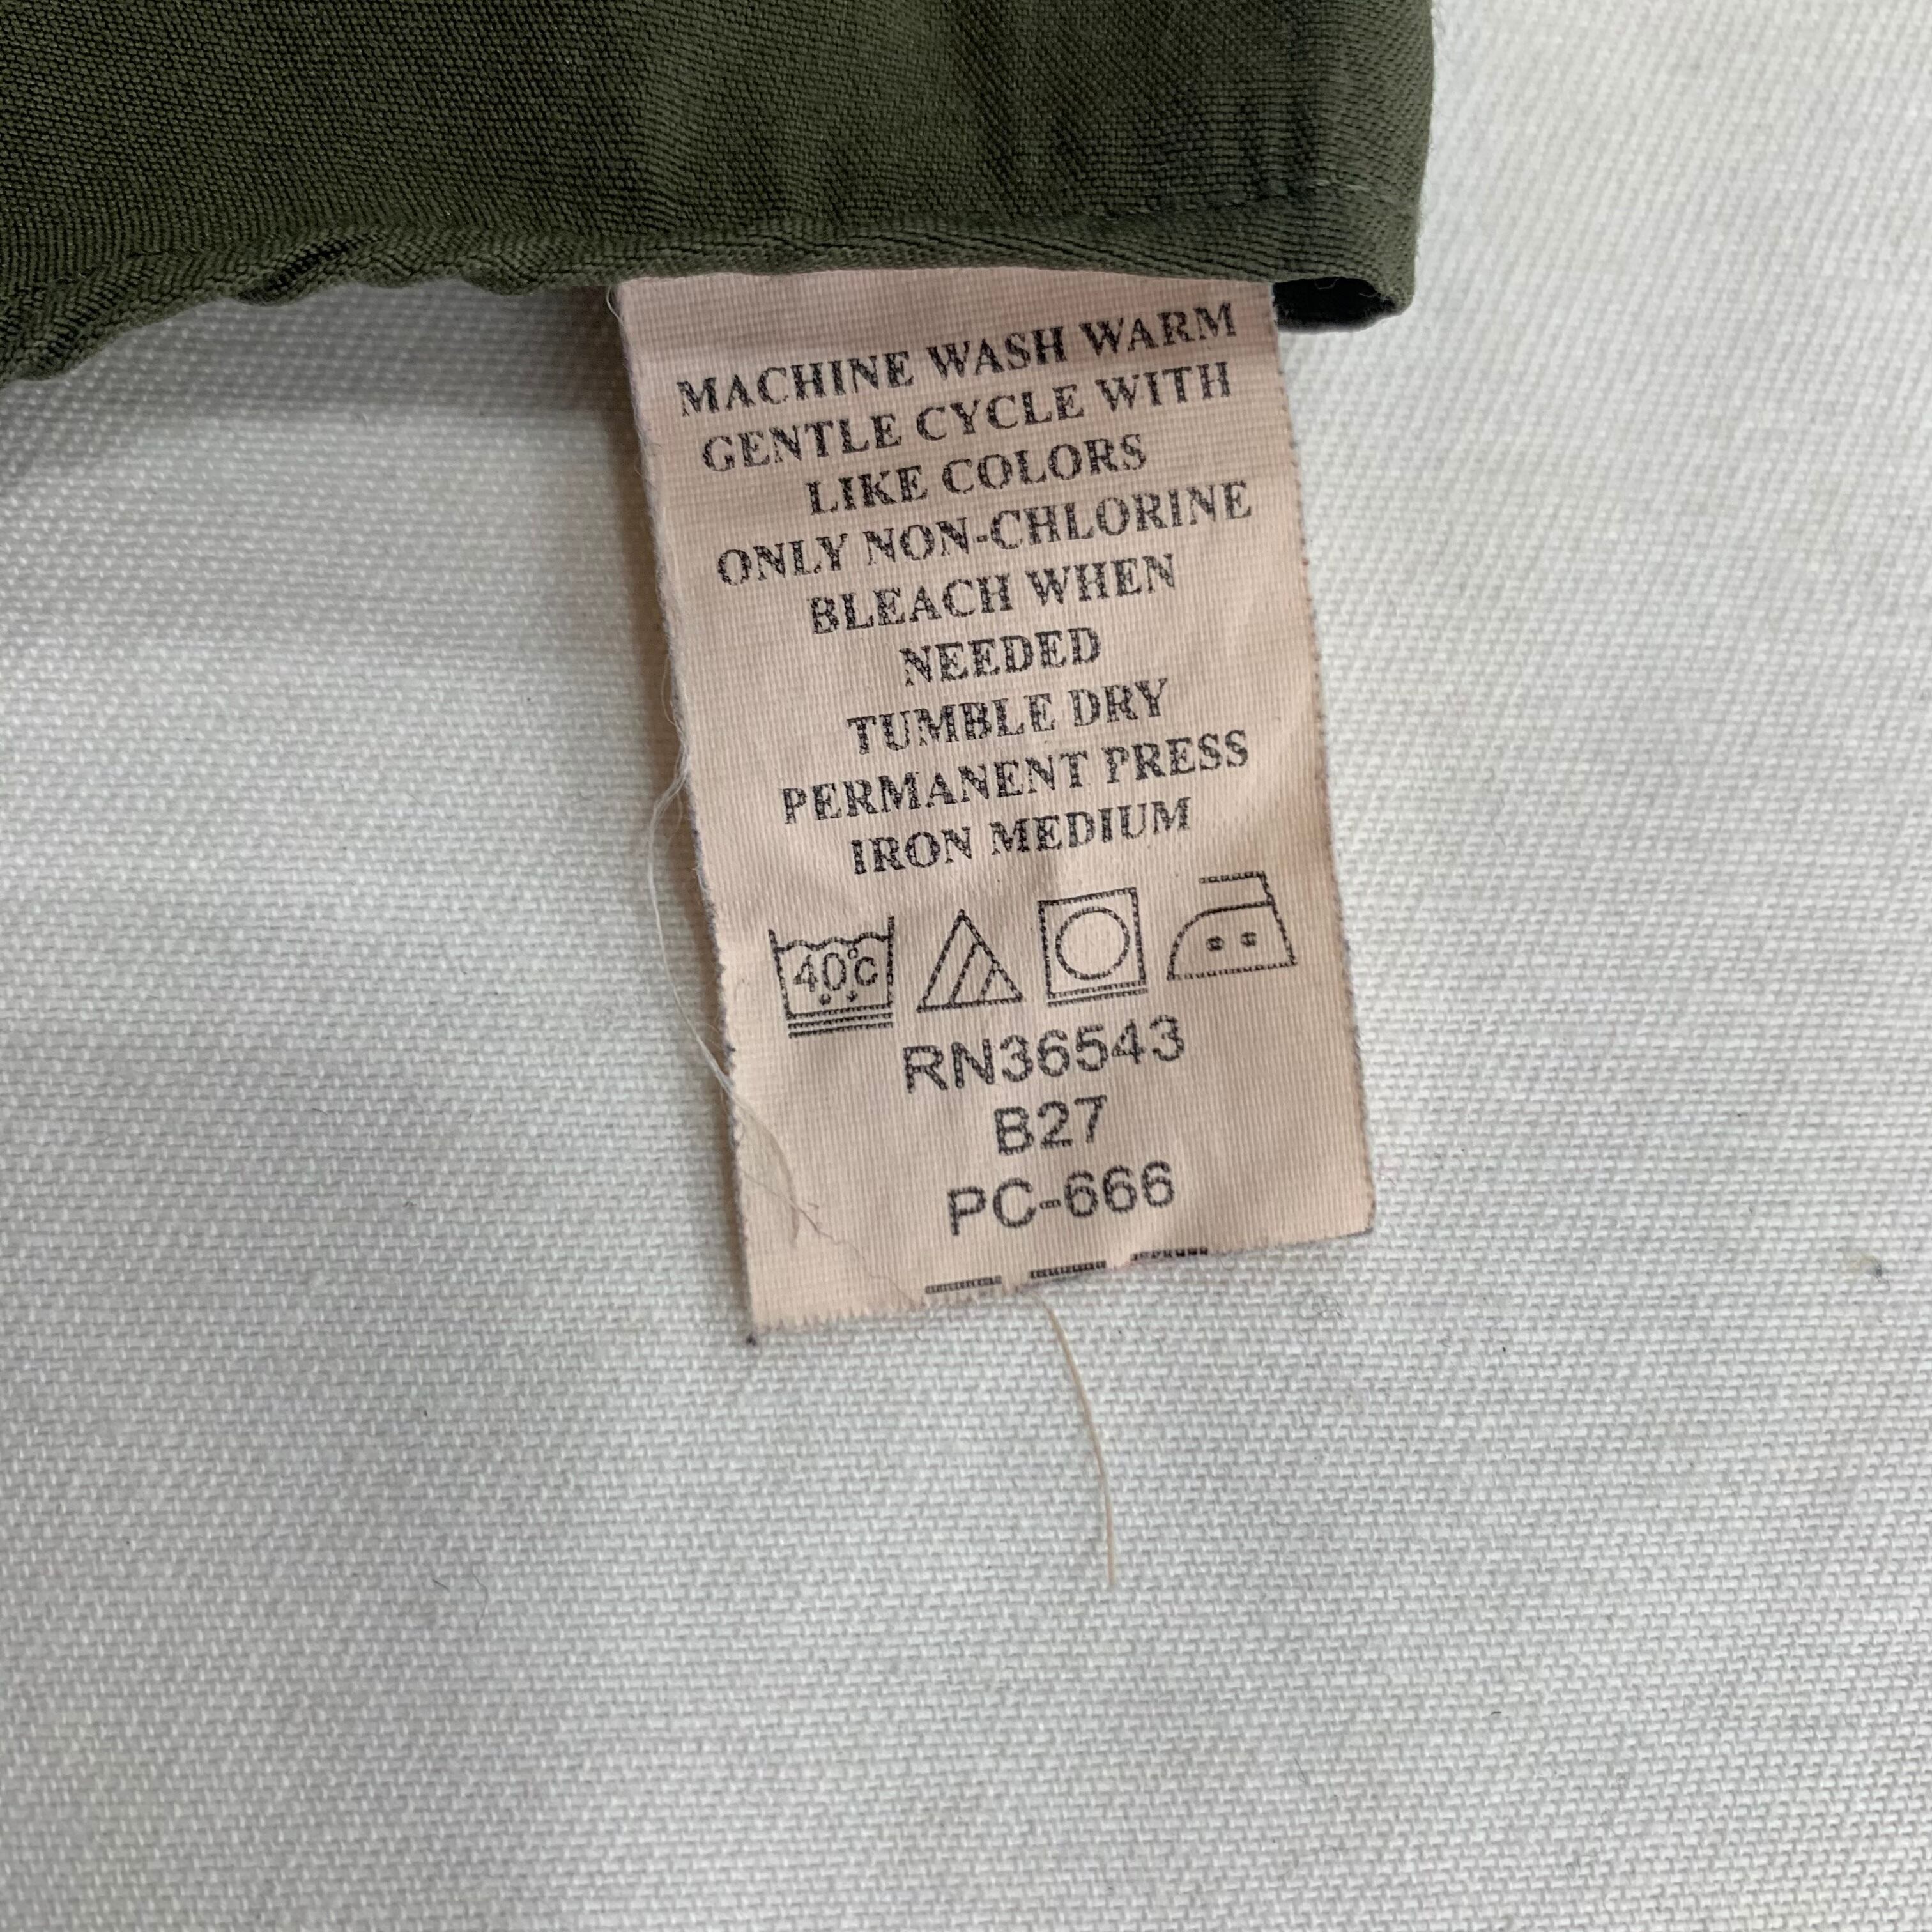 MACHINE WASH WARM
GENTLE CYCLE WITH
LIKE COLORS
ONLY NON-CHLORINE
BLEACH WHEN
NEEDED
TUMBLE DRY
PERMANENT PRESS
IRON MEDIUM
40°C
RN36543
B27
PC-666